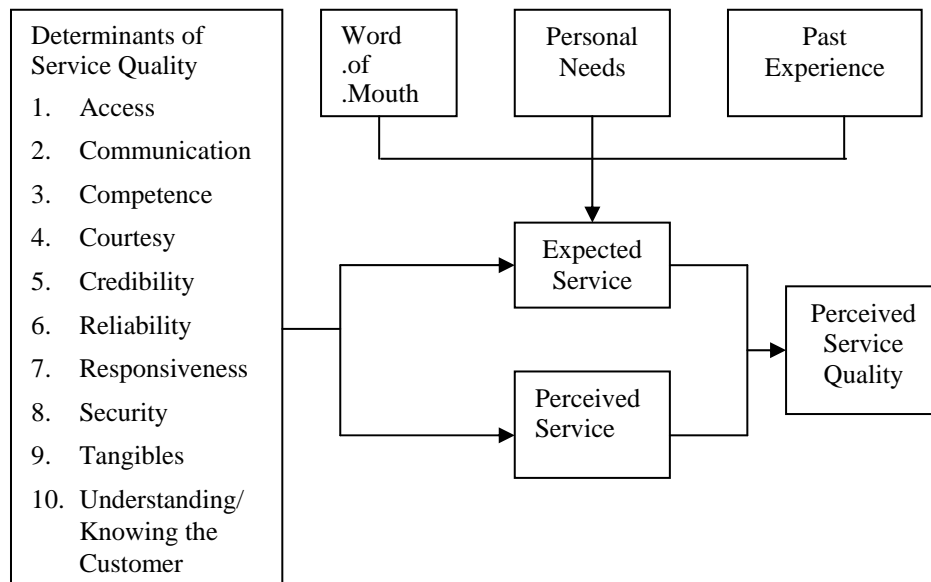 Determinants of
Service Quality
1. Access
2. Communication
3. Competence
4. Courtesy
5. Credibility
6. Reliability
7. Responsiveness
8. Security
9. Tangibles
10. Understanding/
Knowing the
Customer
Word
.of
.Mouth
Personal
Needs
Past
Experience
Expected
Service
Perceived
Service
Perceived
Service
Quality